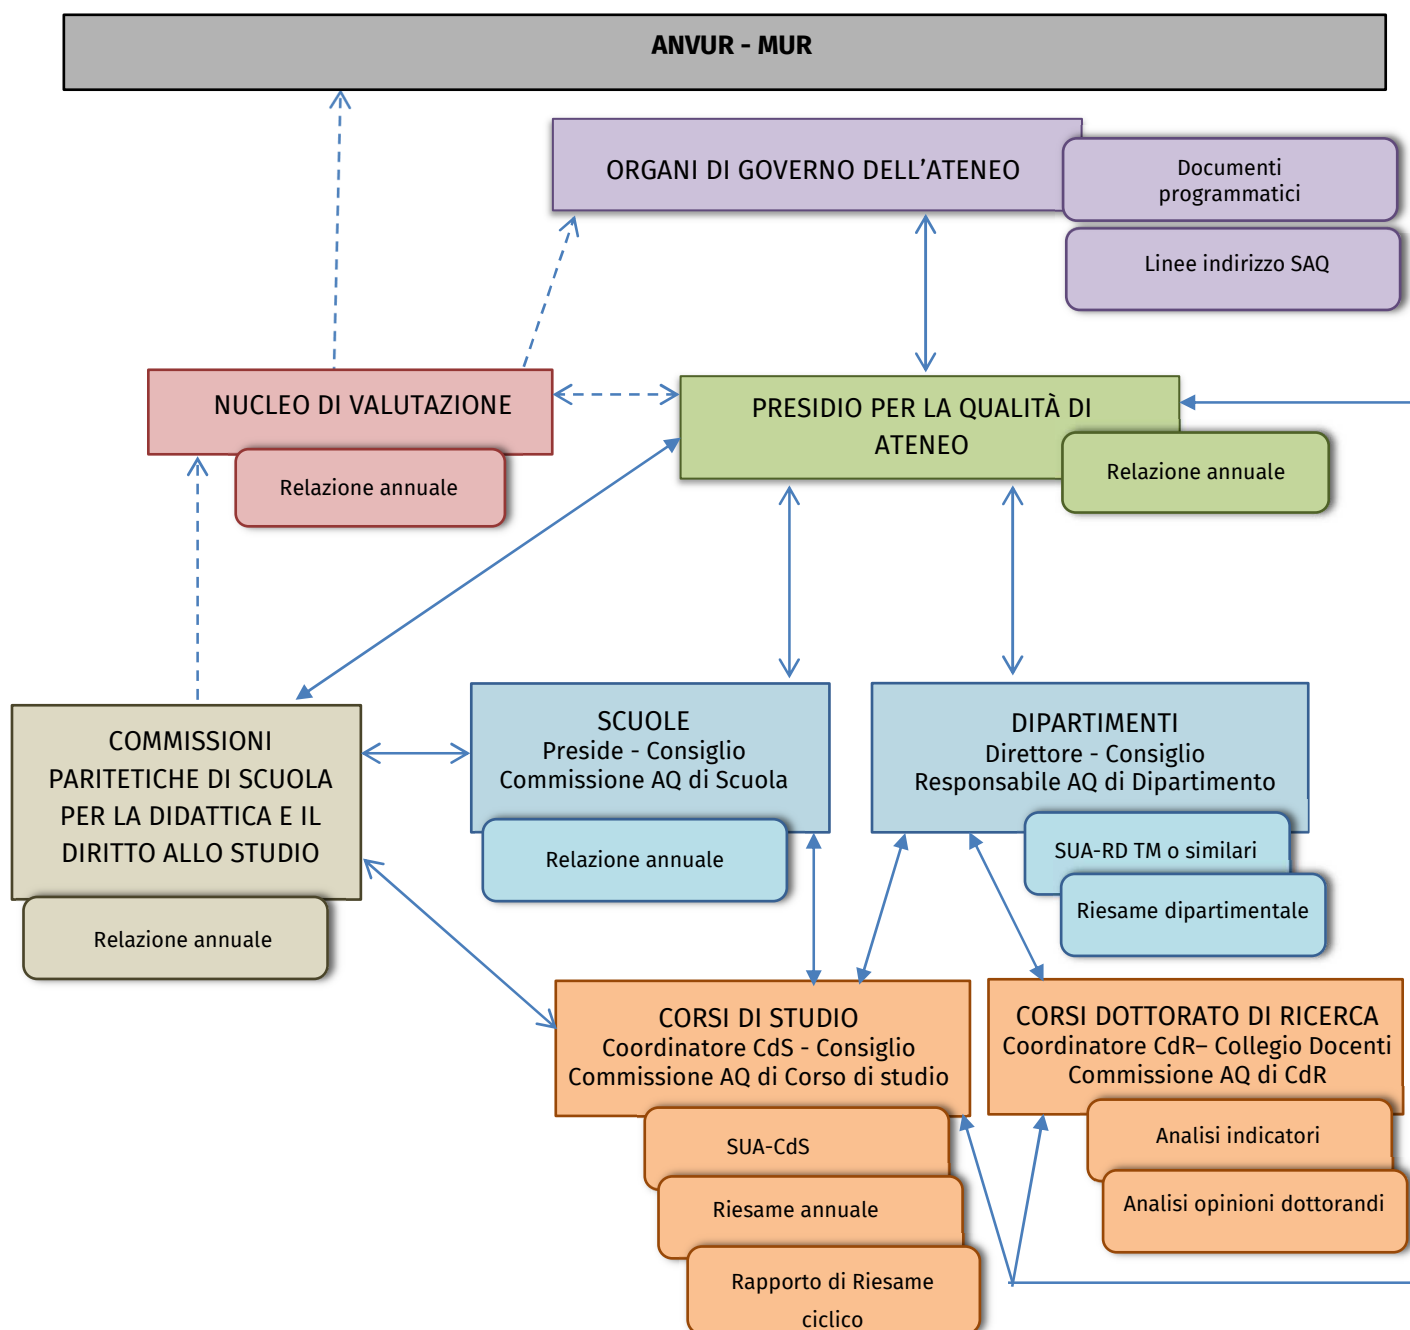 ANVUR - MUR
ORGANI DI GOVERNO DELL’ATENEO
Documenti
programmatici
Linee indirizzo SAQ
NUCLEO DI VALUTAZIONE
Relazione annuale
PRESIDIO PER LA QUALITÀ DI
ATENEO
Relazione annuale
COMMISSIONI
PARITETICHE DI SCUOLA
PER LA DIDATTICA E IL
DIRITTO ALLO STUDIO
Relazione annuale
SCUOLE
Preside - Consiglio
Commissione AQ di Scuola
Relazione annuale
DIPARTIMENTI
Direttore - Consiglio
Responsabile AQ di Dipartimento
SUA-RD TM o similari
Riesame dipartimentale
CORSI DI STUDIO
Coordinatore CdS - Consiglio
Commissione AQ di Corso di studio
SUA-CdS
Riesame annuale
Rapporto di Riesame
ciclico
CORSI DOTTORATO DI RICERCA
Coordinatore CdR– Collegio Docenti
Commissione AQ di CdR
Analisi indicatori
Analisi opinioni dottorandi